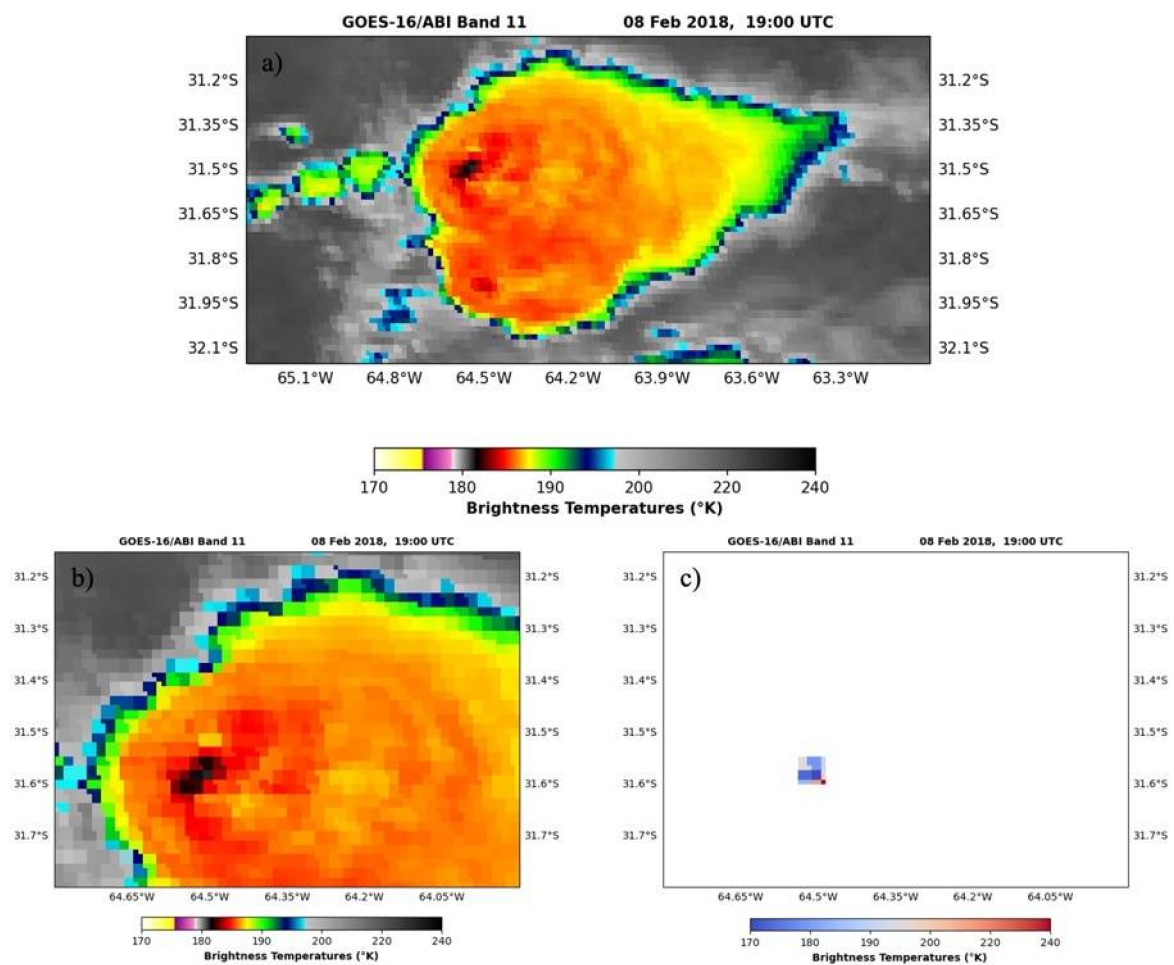 GOES-16/ABI Band 11 08 Feb 2018, 19:00 UTC
a)
31.2°S 31.2°S
31.35°S 31.35°S
31.5°S 31.5°S
31.65°S 31.65°S
31.8°S 31.8°S
31.95°S 31.95°S
32.1°S 32.1°S
65.1°W 64.8°W 64.5°W 64.2°W 63.9°W 63.6°W 63.3°W
170 180 190 200 220 240
Brightness Temperatures (°K)
GOES-16/ABI Band 11 08 Feb 2018, 19:00 UTC
b)
31.2°S
31.3°S
31.4°S
31.5°S
31.6°S
31.7°S
31.2°S
31.3°S
31.4°S
31.5°S
31.6°S
31.7°S
64.65°W 64.5°W 64.35°W 64.2°W 64.05°W
170 180 190 200 220 240
Brightness Temperatures (°K)
GOES-16/ABI Band 11 08 Feb 2018, 19:00 UTC
c)
31.2°S
31.3°S
31.4°S
31.5°S
31.6°S
31.7°S
31.2°S
31.3°S
31.4°S
31.5°S
31.6°S
31.7°S
64.65°W 64.5°W 64.35°W 64.2°W 64.05°W
170 180 190 200 220 240
Brightness Temperatures (°K)